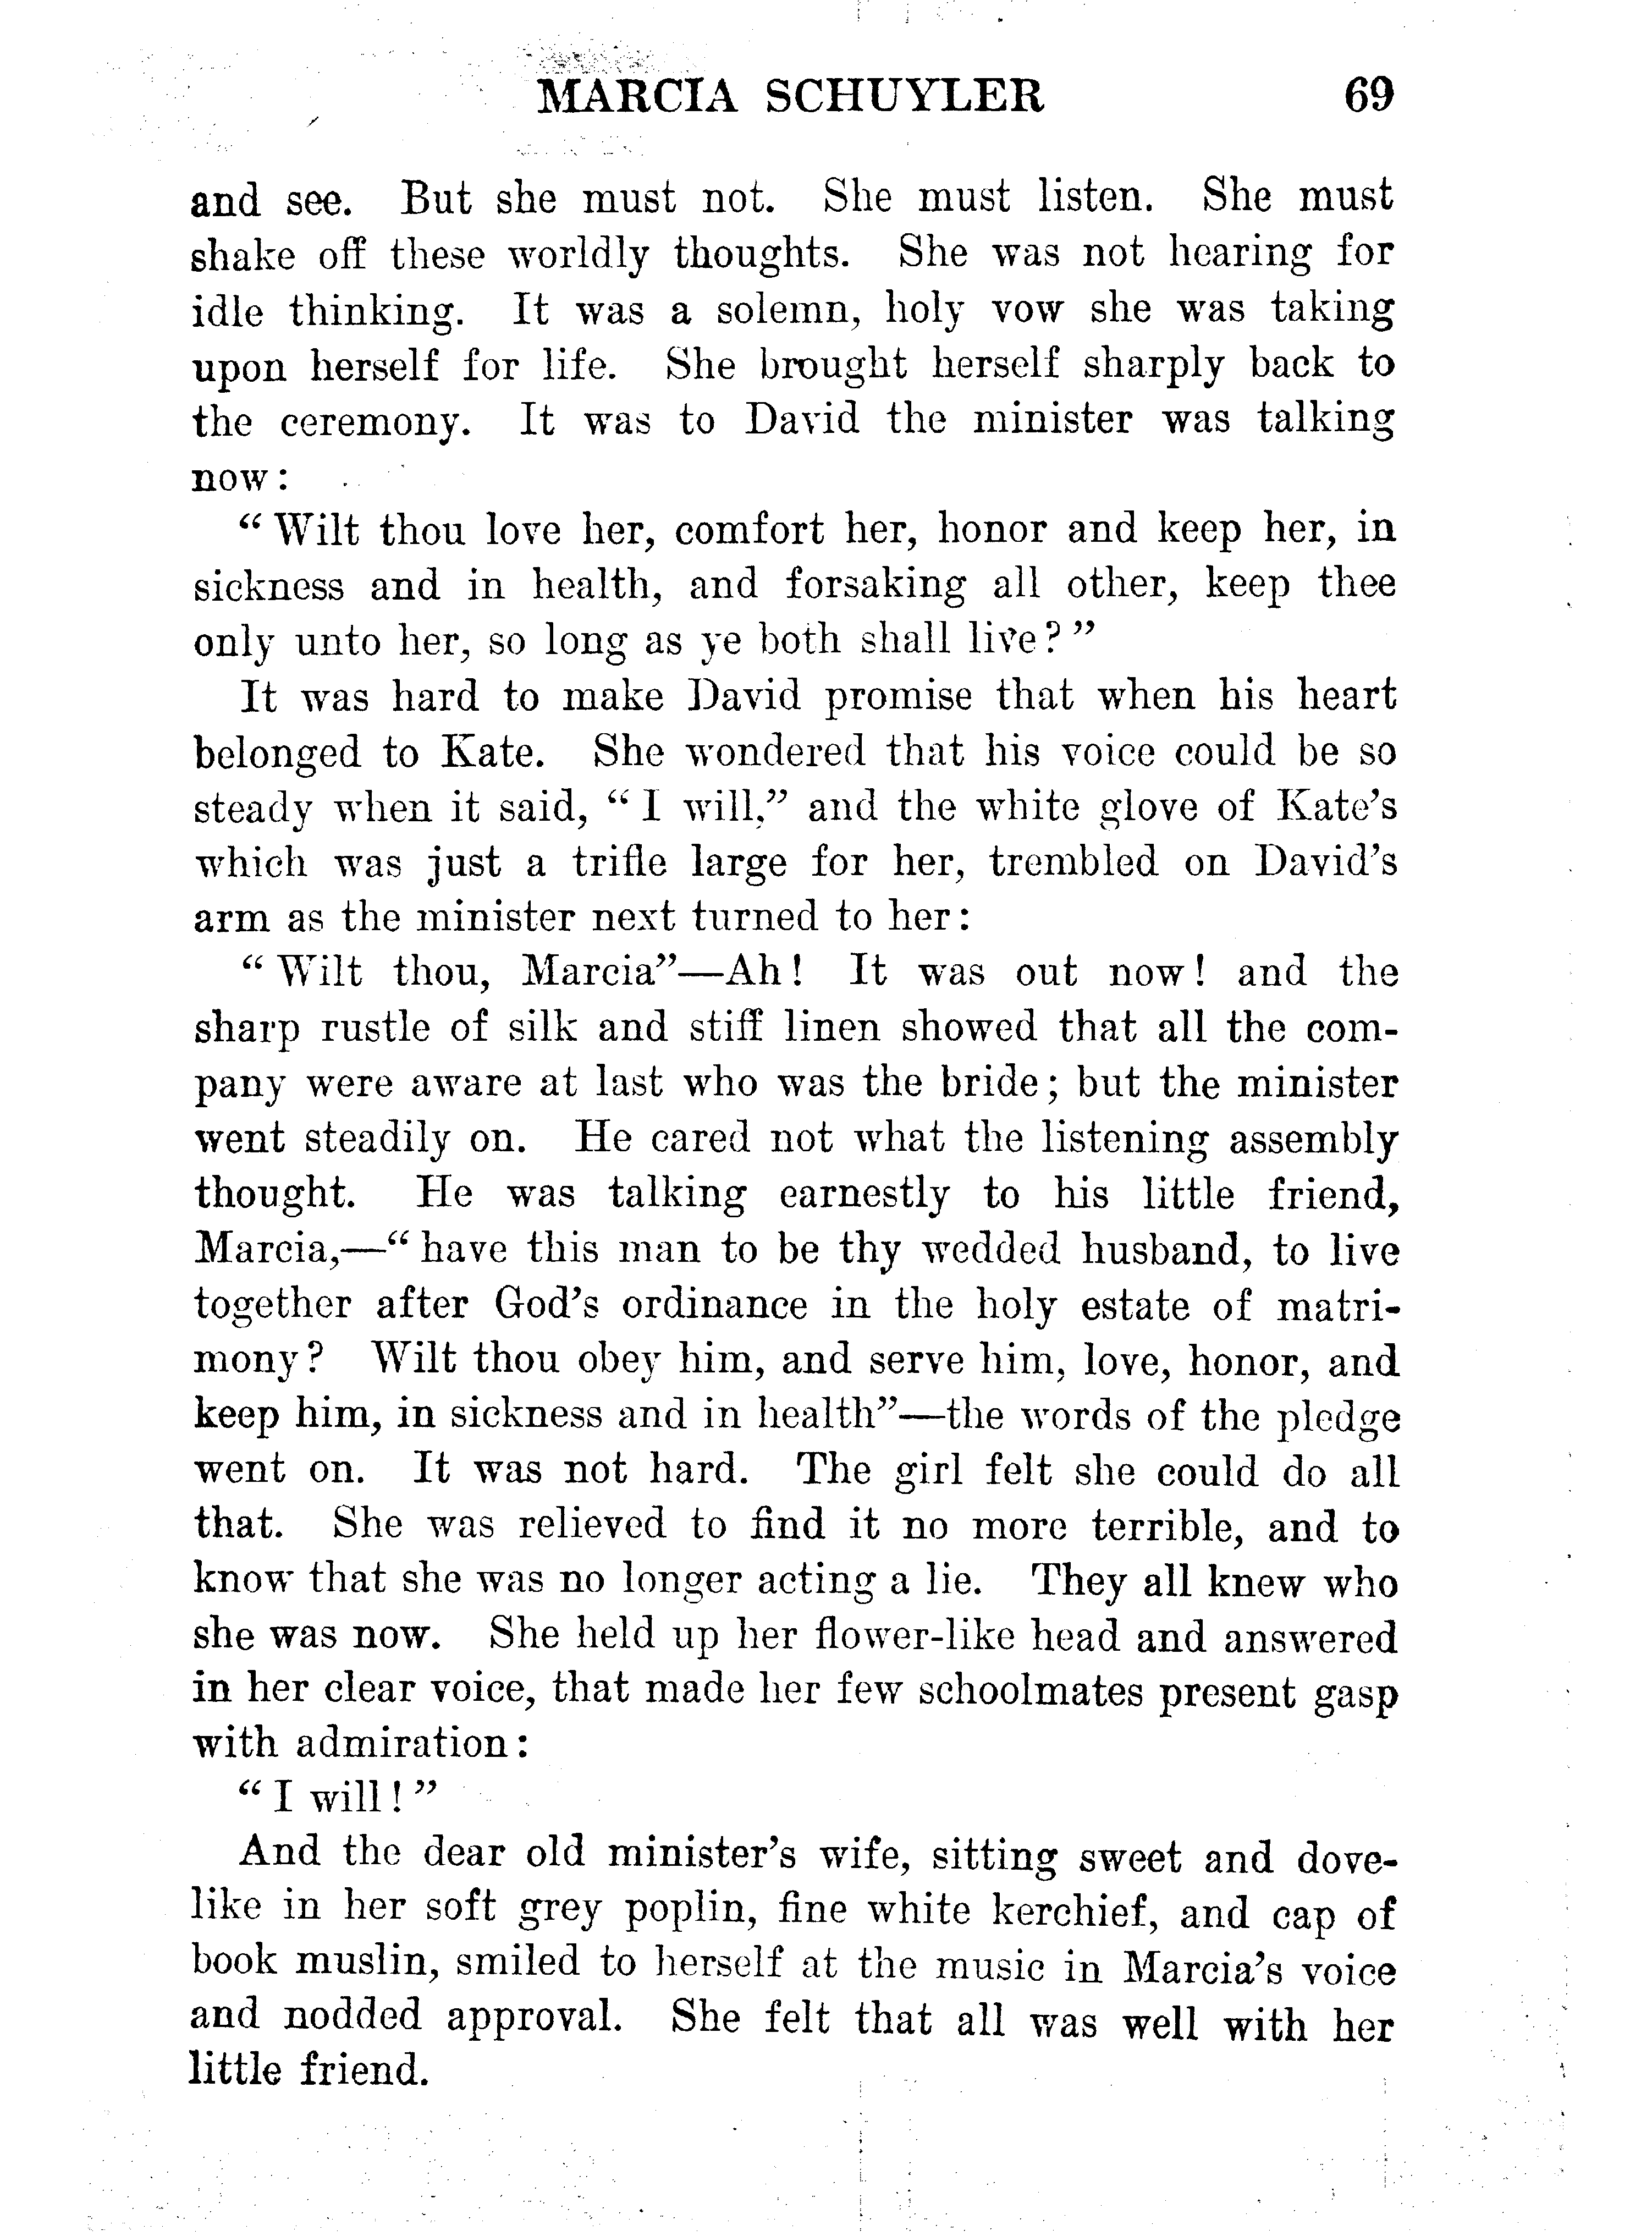 MARCIA SCHUYLER 69
and see. But she must not. She must listen. She must
shake off these worldly thoughts. She was not hearing for
idle thinking. It was a solemn, holy vow she was taking
upon herself for life. She brought herself sharply back to
the ceremony. It was to David the minister was talking
now:
“Wilt thou love her, comfort her, honor and keep her, in
sickness and in health, and forsaking all other, keep thee
only unto her, so long as ye both shall live?”
It was hard to make David promise that when his heart
belonged to Kate. She wondered that his voice could be so
steady when it said, “I will,” and the white glove of Kate’s
which was just a trifle large for her, trembled on David’s
arm as the minister next turned to her:
“Wilt thou, Marcia”—Ah! It was out now! and the
sharp rustle of silk and stiff linen showed that all the com-
pany were aware at last who was the bride; but the minister
went steadily on. He cared not what the listening assembly
thought. He was talking earnestly to his little friend,
Marcia,—“have this man to be thy wedded husband, to live
together after God’s ordinance in the holy estate of matri-
mony? Wilt thou obey him, and serve him, love, honor, and
keep him, in sickness and in health”—the words of the pledge
went on. It was not hard. The girl felt she could do all
that. She was relieved to find it no more terrible, and to
know that she was no longer acting a lie. They all knew who
she was now. She held up her flower-like head and answered
in her clear voice, that made her few schoolmates present gasp
with admiration:
“I will!”
And the dear old minister’s wife, sitting sweet and dove-
like in her soft grey poplin, fine white kerchief, and cap of
book muslin, smiled to herself at the music in Marcia’s voice
and nodded approval. She felt that all was well with her
little friend.